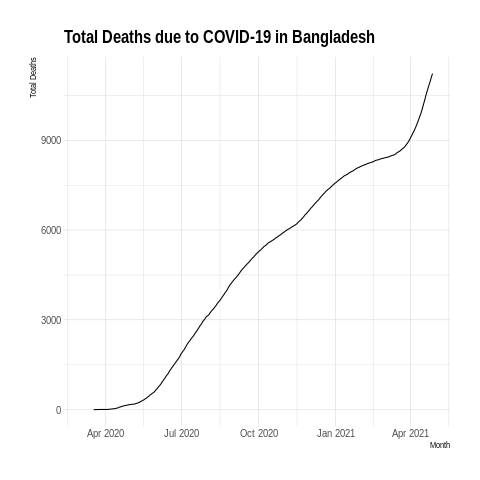 Total Deaths due to COVID-19 in Bangladesh
Total Deaths
9000
6000
3000
0
Apr 2020 Jul 2020 Oct 2020 Jan 2021 Apr 2021
Month